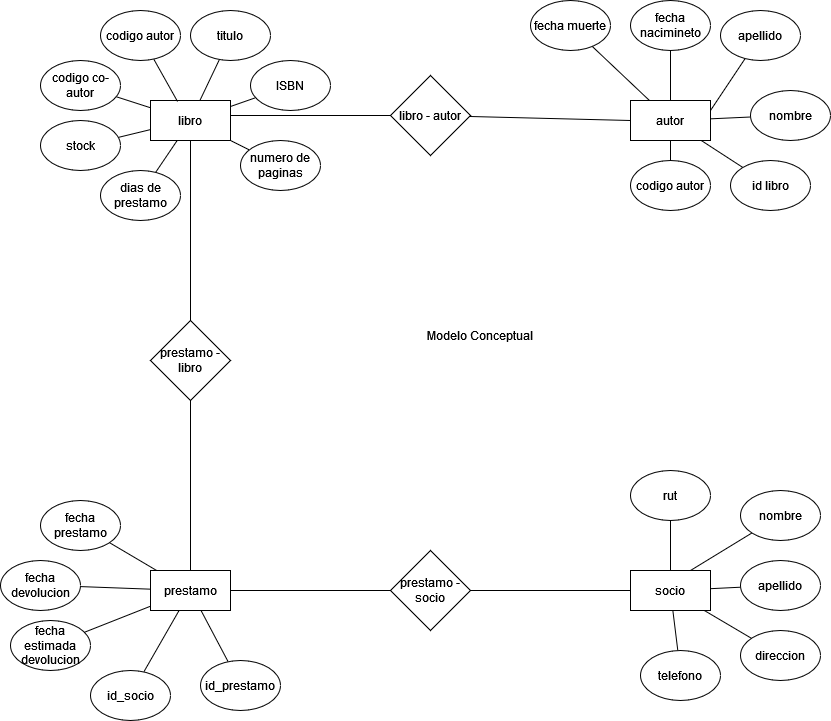 fecha muerte
fecha
nacimineto
apellido
codigo autor
titulo
codigo co-
autor
ISBN
libro
libro - autor
autor
nombre
stock
numero de
paginas
dias de
prestamo
codigo autor
id libro
Modelo Conceptual
prestamo -
libro
rut
fecha
prestamo
nombre
fecha
devolucion
prestamo
prestamo -
socio
socio
apellido
fecha
estimada
devolucion
direccion
id_socio
id_prestamo
telefono